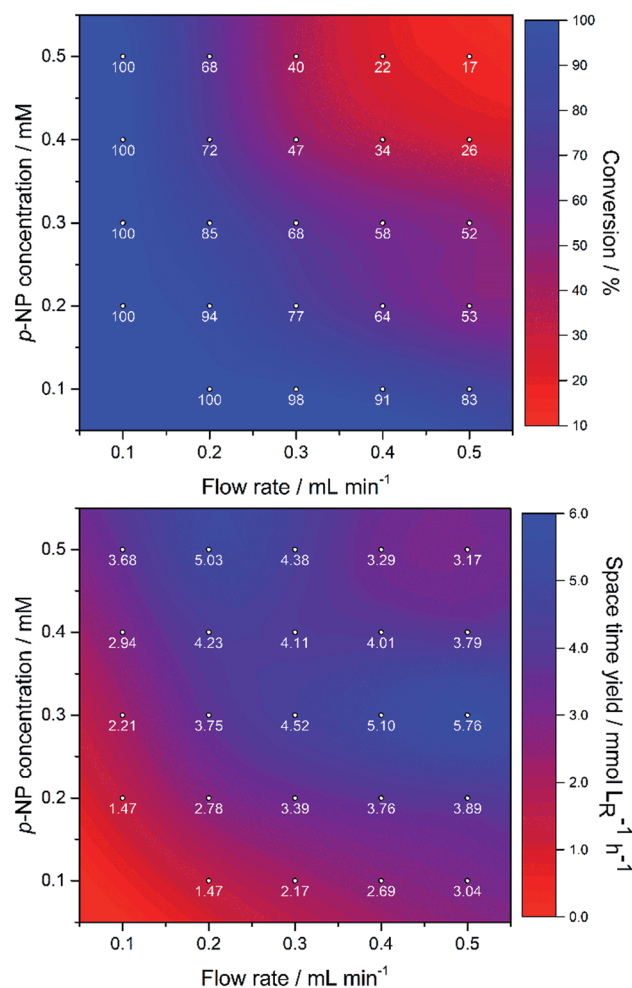 0.5
100 68 40 22 17
0.4
100 72 47 34 26
0.3
100 85 68 58 52
0.2
100 94 77 64 53
0.1
100 98 91 83
0.1 0.2 0.3 0.4 0.5
p-NP concentration / mM
Flow rate / mL min⁻¹
100
90
80
70
60
50
40
30
20
10
Conversion / %
0.5
3.68 5.03 4.38 3.29 3.17
0.4
2.94 4.23 4.11 4.01 3.79
0.3
2.21 3.75 4.52 5.10 5.76
0.2
1.47 2.78 3.39 3.76 3.89
0.1
1.47 2.17 2.69 3.04
0.1 0.2 0.3 0.4 0.5
p-NP concentration / mM
Flow rate / mL min⁻¹
6.0
5.0
4.0
3.0
2.0
1.0
0.0
Space time yield / mmol L_R⁻¹ h⁻¹